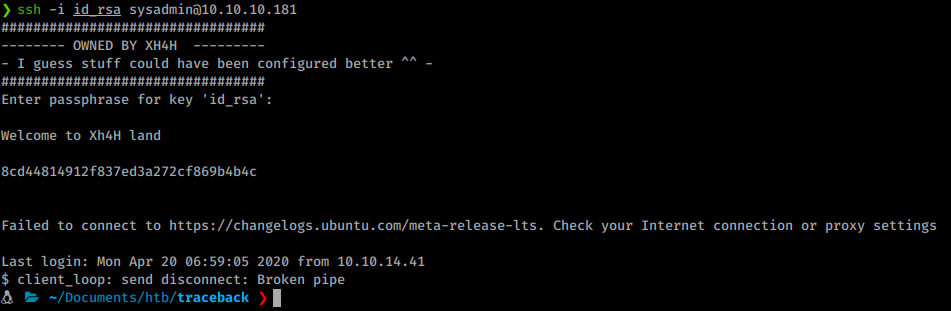 ❯ ssh -i id_rsa sysadmin@10.10.10.181
#################################
-------- OWNED BY XH4H  ---------
- I guess stuff could have been configured better ^^ -
#################################
Enter passphrase for key 'id_rsa':
Welcome to Xh4H land
8cd44814912f837ed3a272cf869b4b4c
Failed to connect to https://changelogs.ubuntu.com/meta-release-lts. Check your Internet connection or proxy settings
Last login: Mon Apr 20 06:59:05 2020 from 10.10.14.41
$ client_loop: send disconnect: Broken pipe
~/Documents/htb/traceback ❯